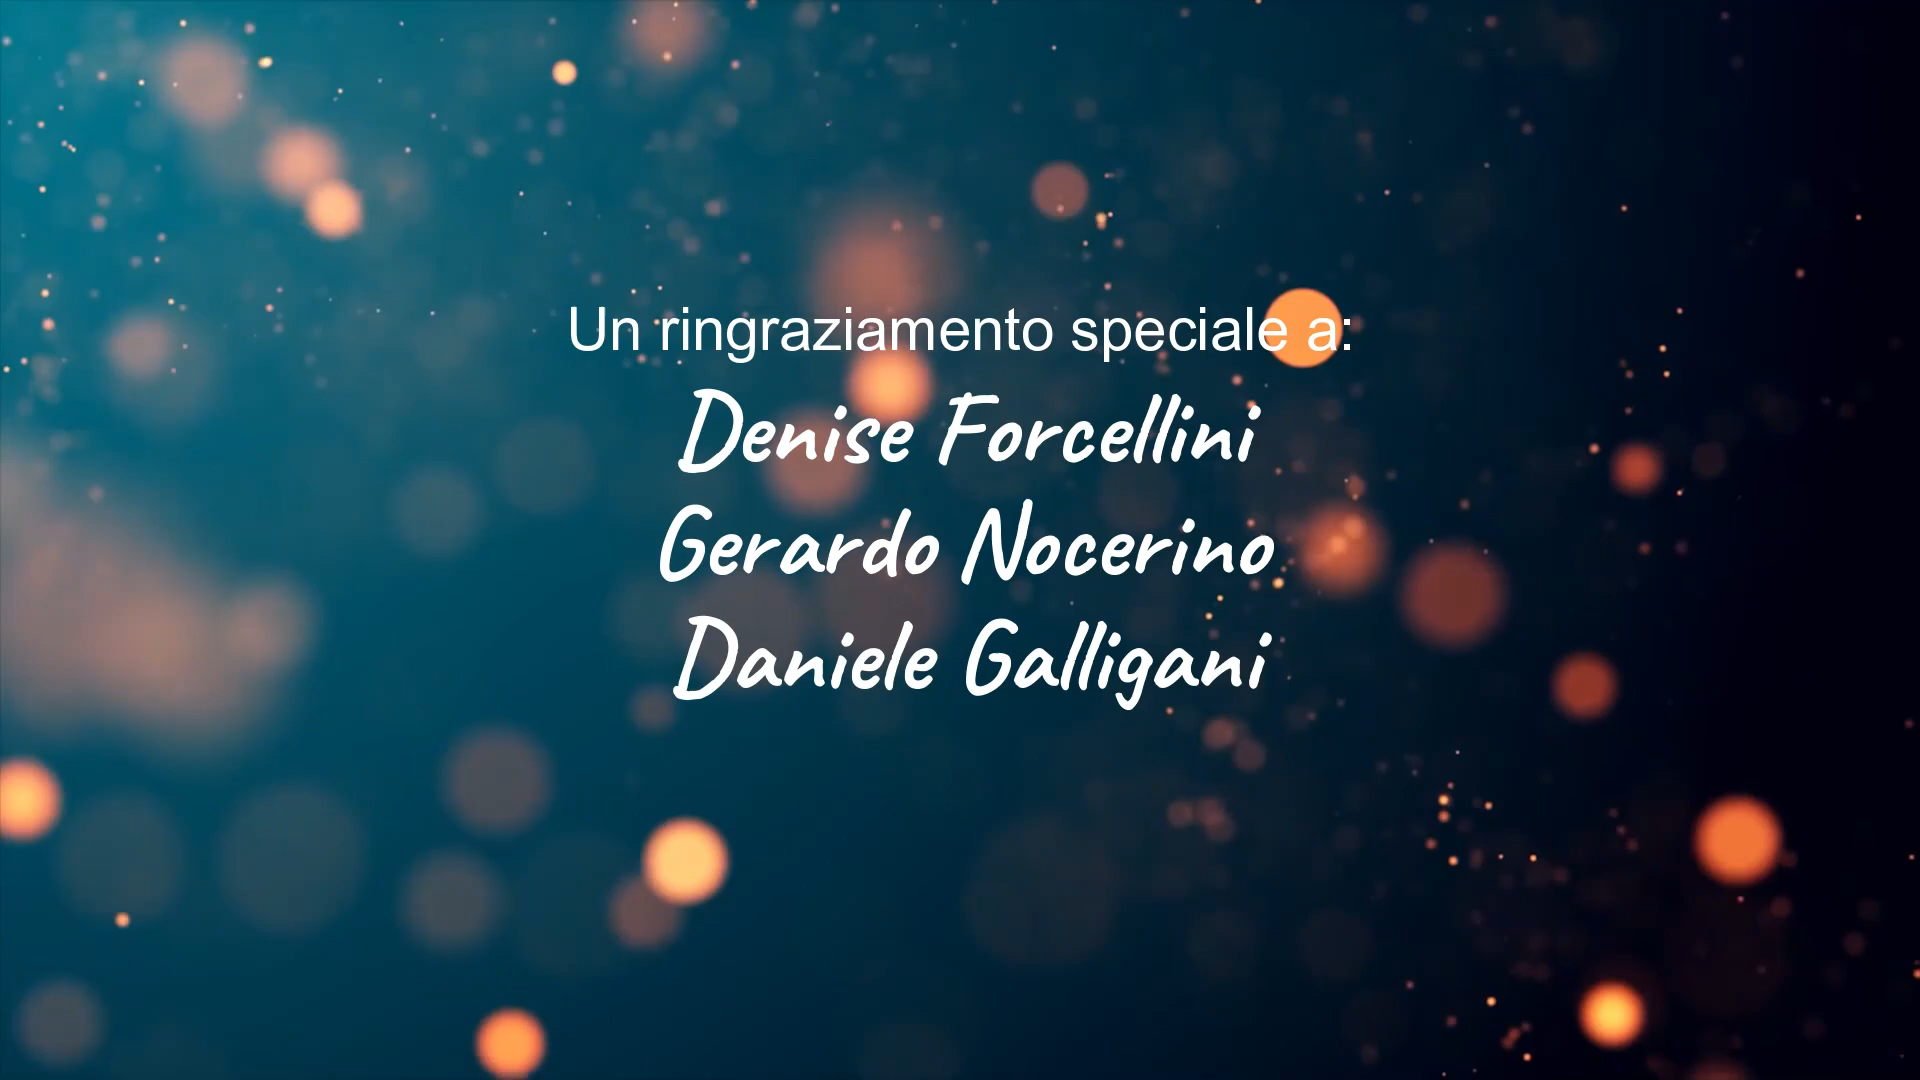 Un ringraziamento speciale a:
Denise Forcellini
Gerardo Nocerino
Daniele Galligani